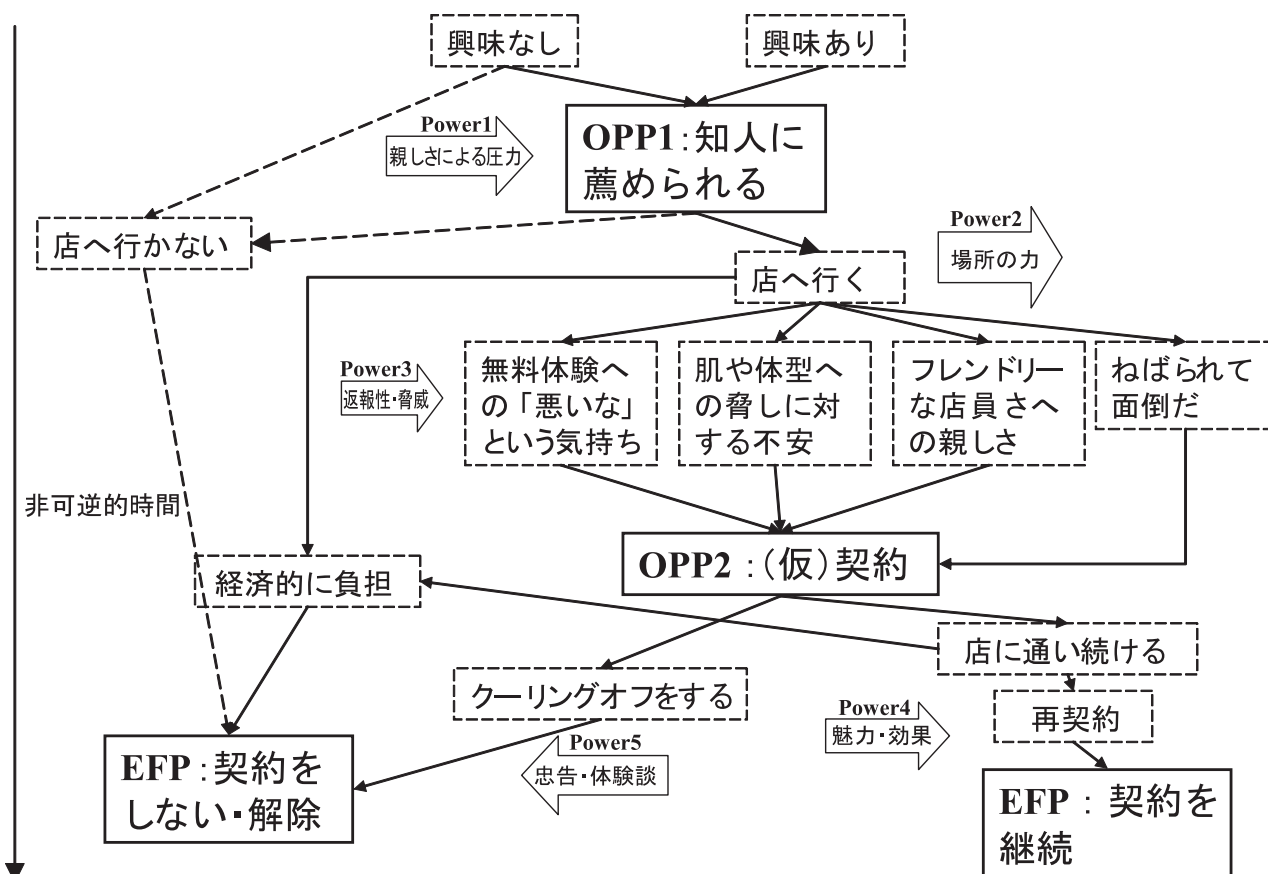 興味なし
興味あり
Power1
親しさによる圧力
OPP1：知人に
薦められる
店へ行かない
Power2
場所の力
店へ行く
Power3
返報性・脅威
無料体験へ
の「悪いな」
という気持ち
肌や体型へ
の脅しに対
する不安
フレンドリー
な店員さへ
の親しさ
ねばられて
面倒だ
非可逆的時間
OPP2：（仮）契約
経済的に負担
店に通い続ける
クーリングオフをする
Power4
魅力・効果
再契約
Power5
忠告・体験談
EFP：契約を
しない・解除
EFP：契約を
継続